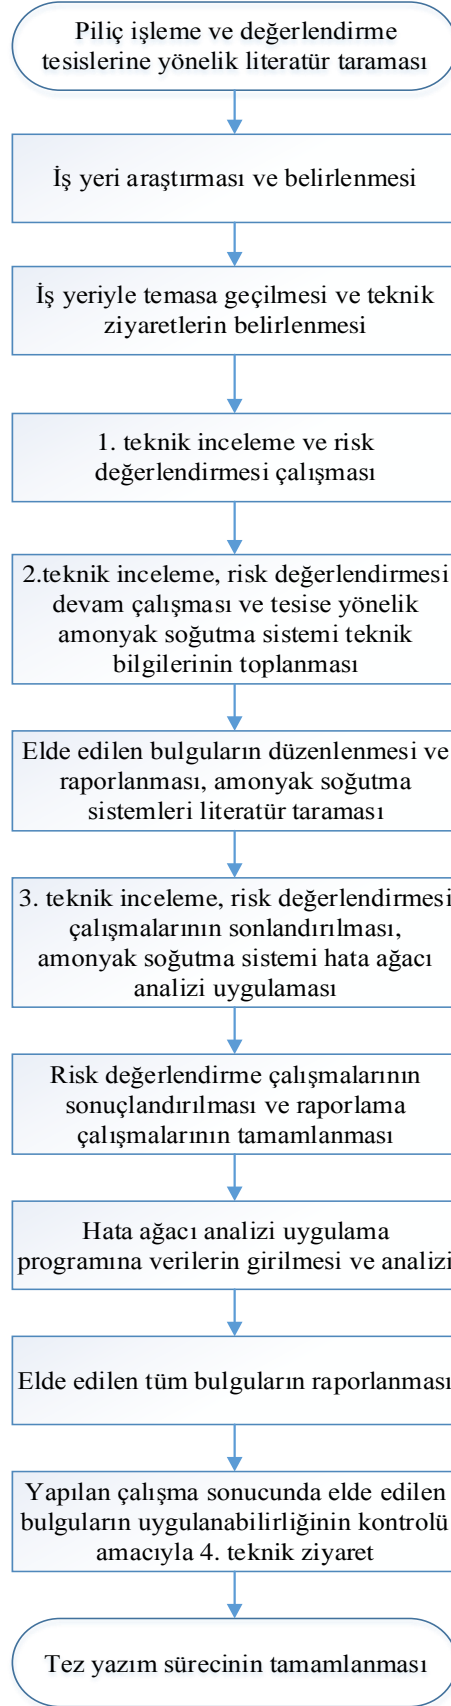 Piliç işleme ve değerlendirme
tesislerine yönelik literatür taraması
İş yeri araştırması ve belirlenmesi
İş yeriyle temasa geçilmesi ve teknik
ziyaretlerin belirlenmesi
1. teknik inceleme ve risk
değerlendirmesi çalışması
2.teknik inceleme, risk değerlendirmesi
devam çalışması ve tesise yönelik
amonyak soğutma sistemi teknik
bilgilerinin toplanması
Elde edilen bulguların düzenlenmesi ve
raporlanması, amonyak soğutma
sistemleri literatür taraması
3. teknik inceleme, risk değerlendirmesi
çalışmalarının sonlandırılması,
amonyak soğutma sistemi hata ağacı
analizi uygulaması
Risk değerlendirme çalışmalarının
sonuçlandırılması ve raporlama
çalışmalarının tamamlanması
Hata ağacı analizi uygulama
programına verilerin girilmesi ve analizi
Elde edilen tüm bulguların raporlanması
Yapılan çalışma sonucunda elde edilen
bulguların uygulanabilirliğinin kontrolü
amacıyla 4. teknik ziyaret
Tez yazım sürecinin tamamlanması